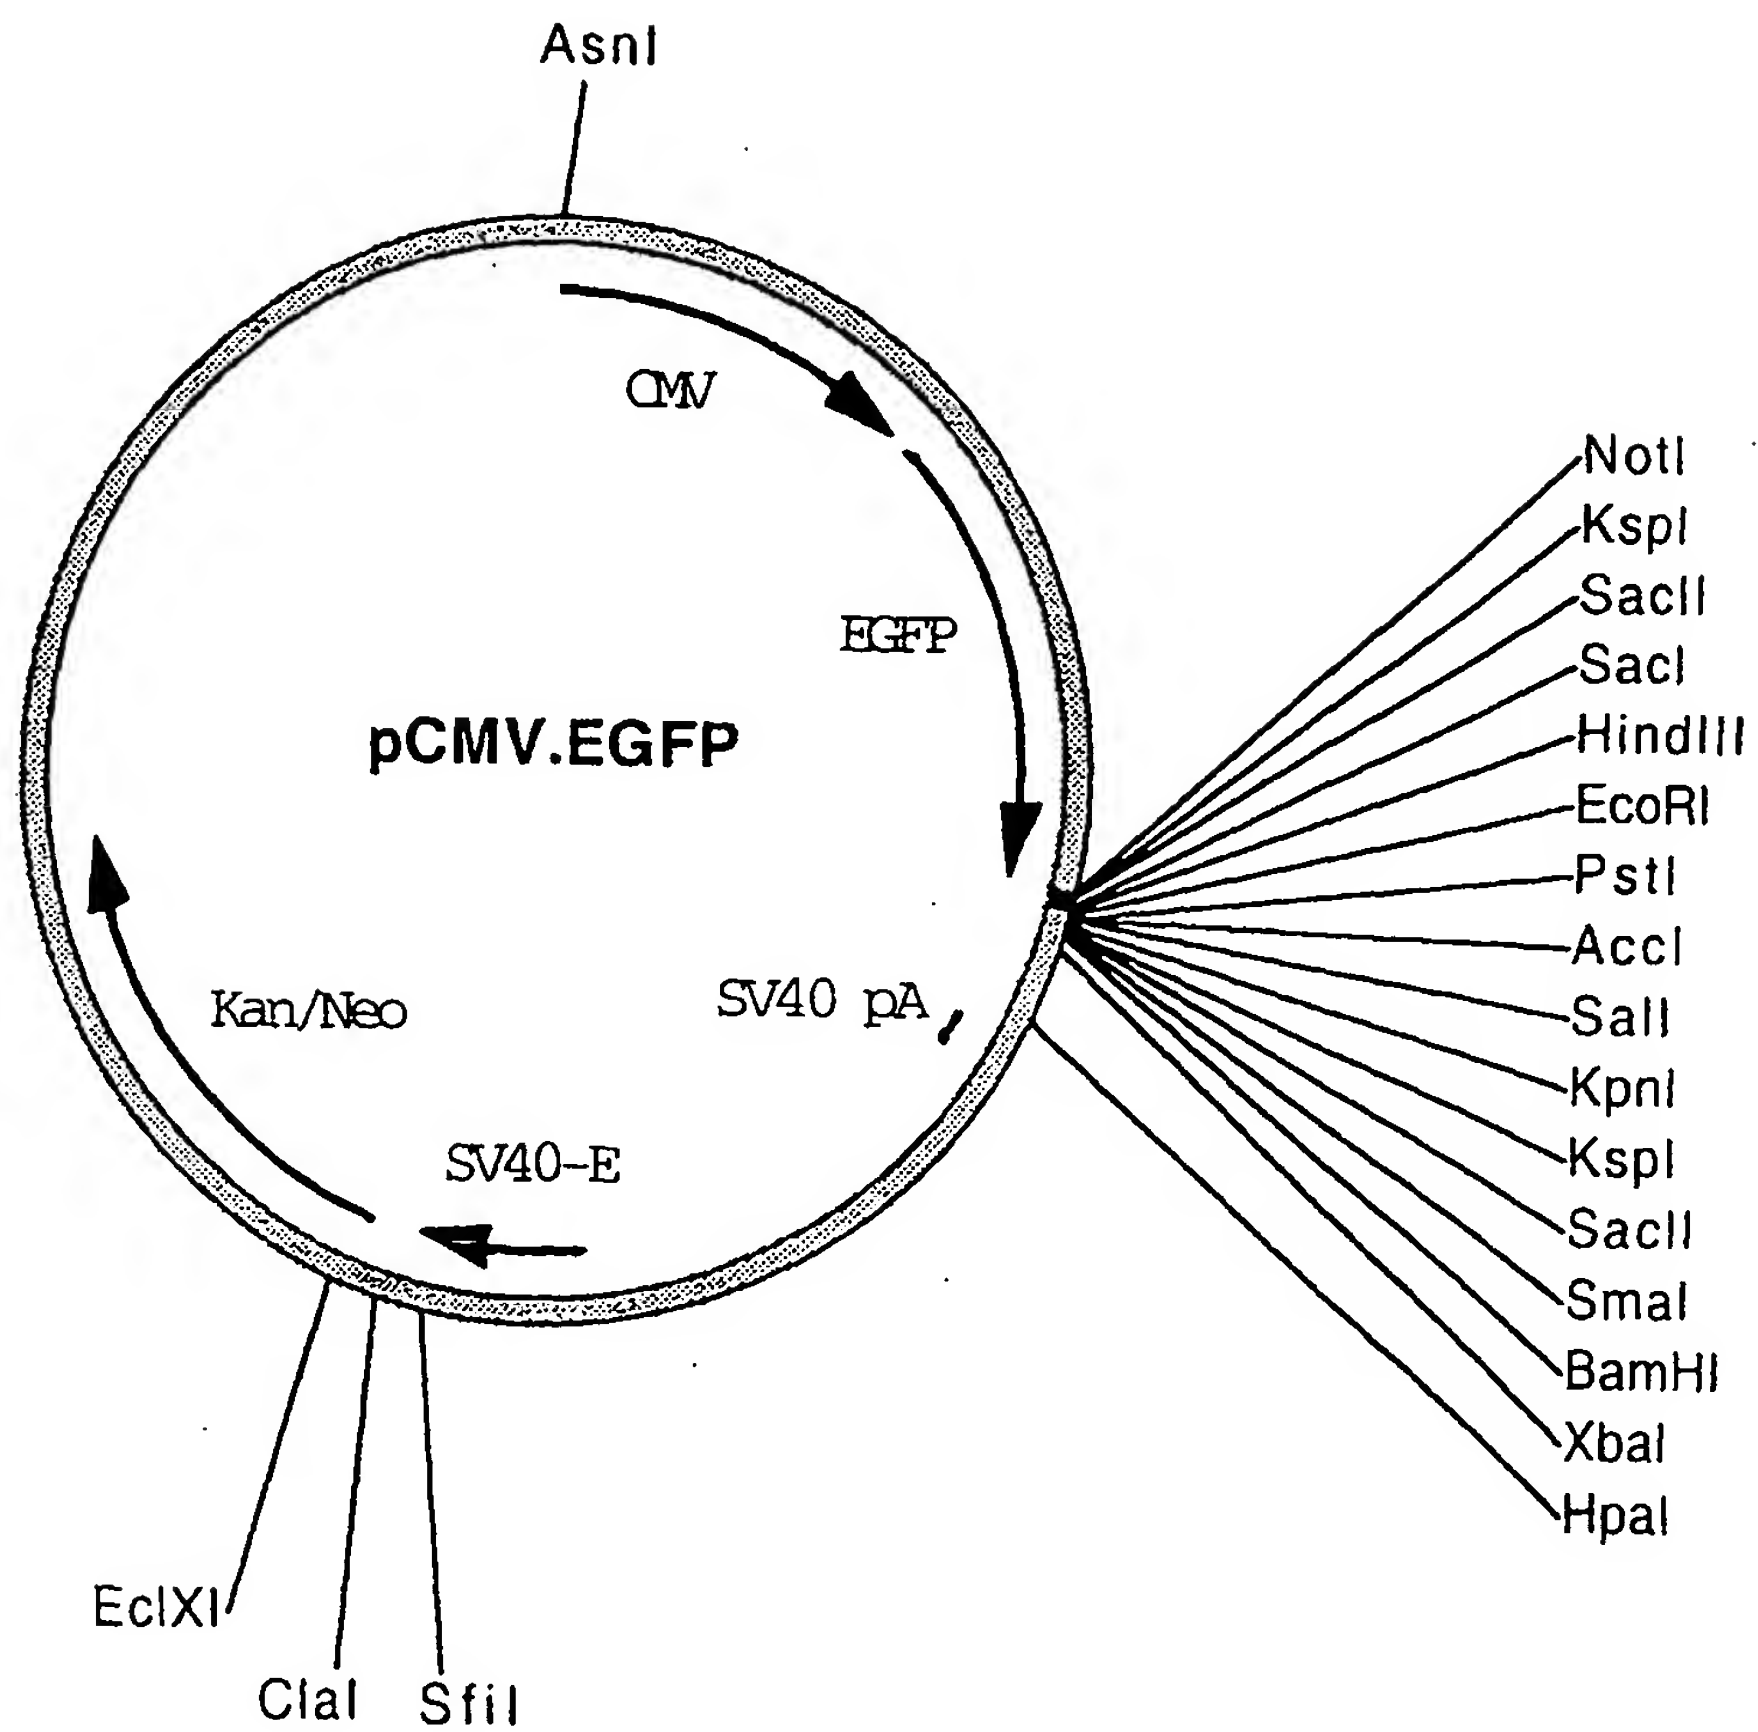 AsnI
CMV
NotI
KspI
SacII
EGFP
SacI
pCMV.EGFP
HindIII
EcoRI
PstI
AccI
Kan/Neo
SV40 pA
SalI
KpnI
SV40-E
KspI
SacII
SmaI
BamHI
XbaI
HpaI
EclXI
ClaI
SfiI